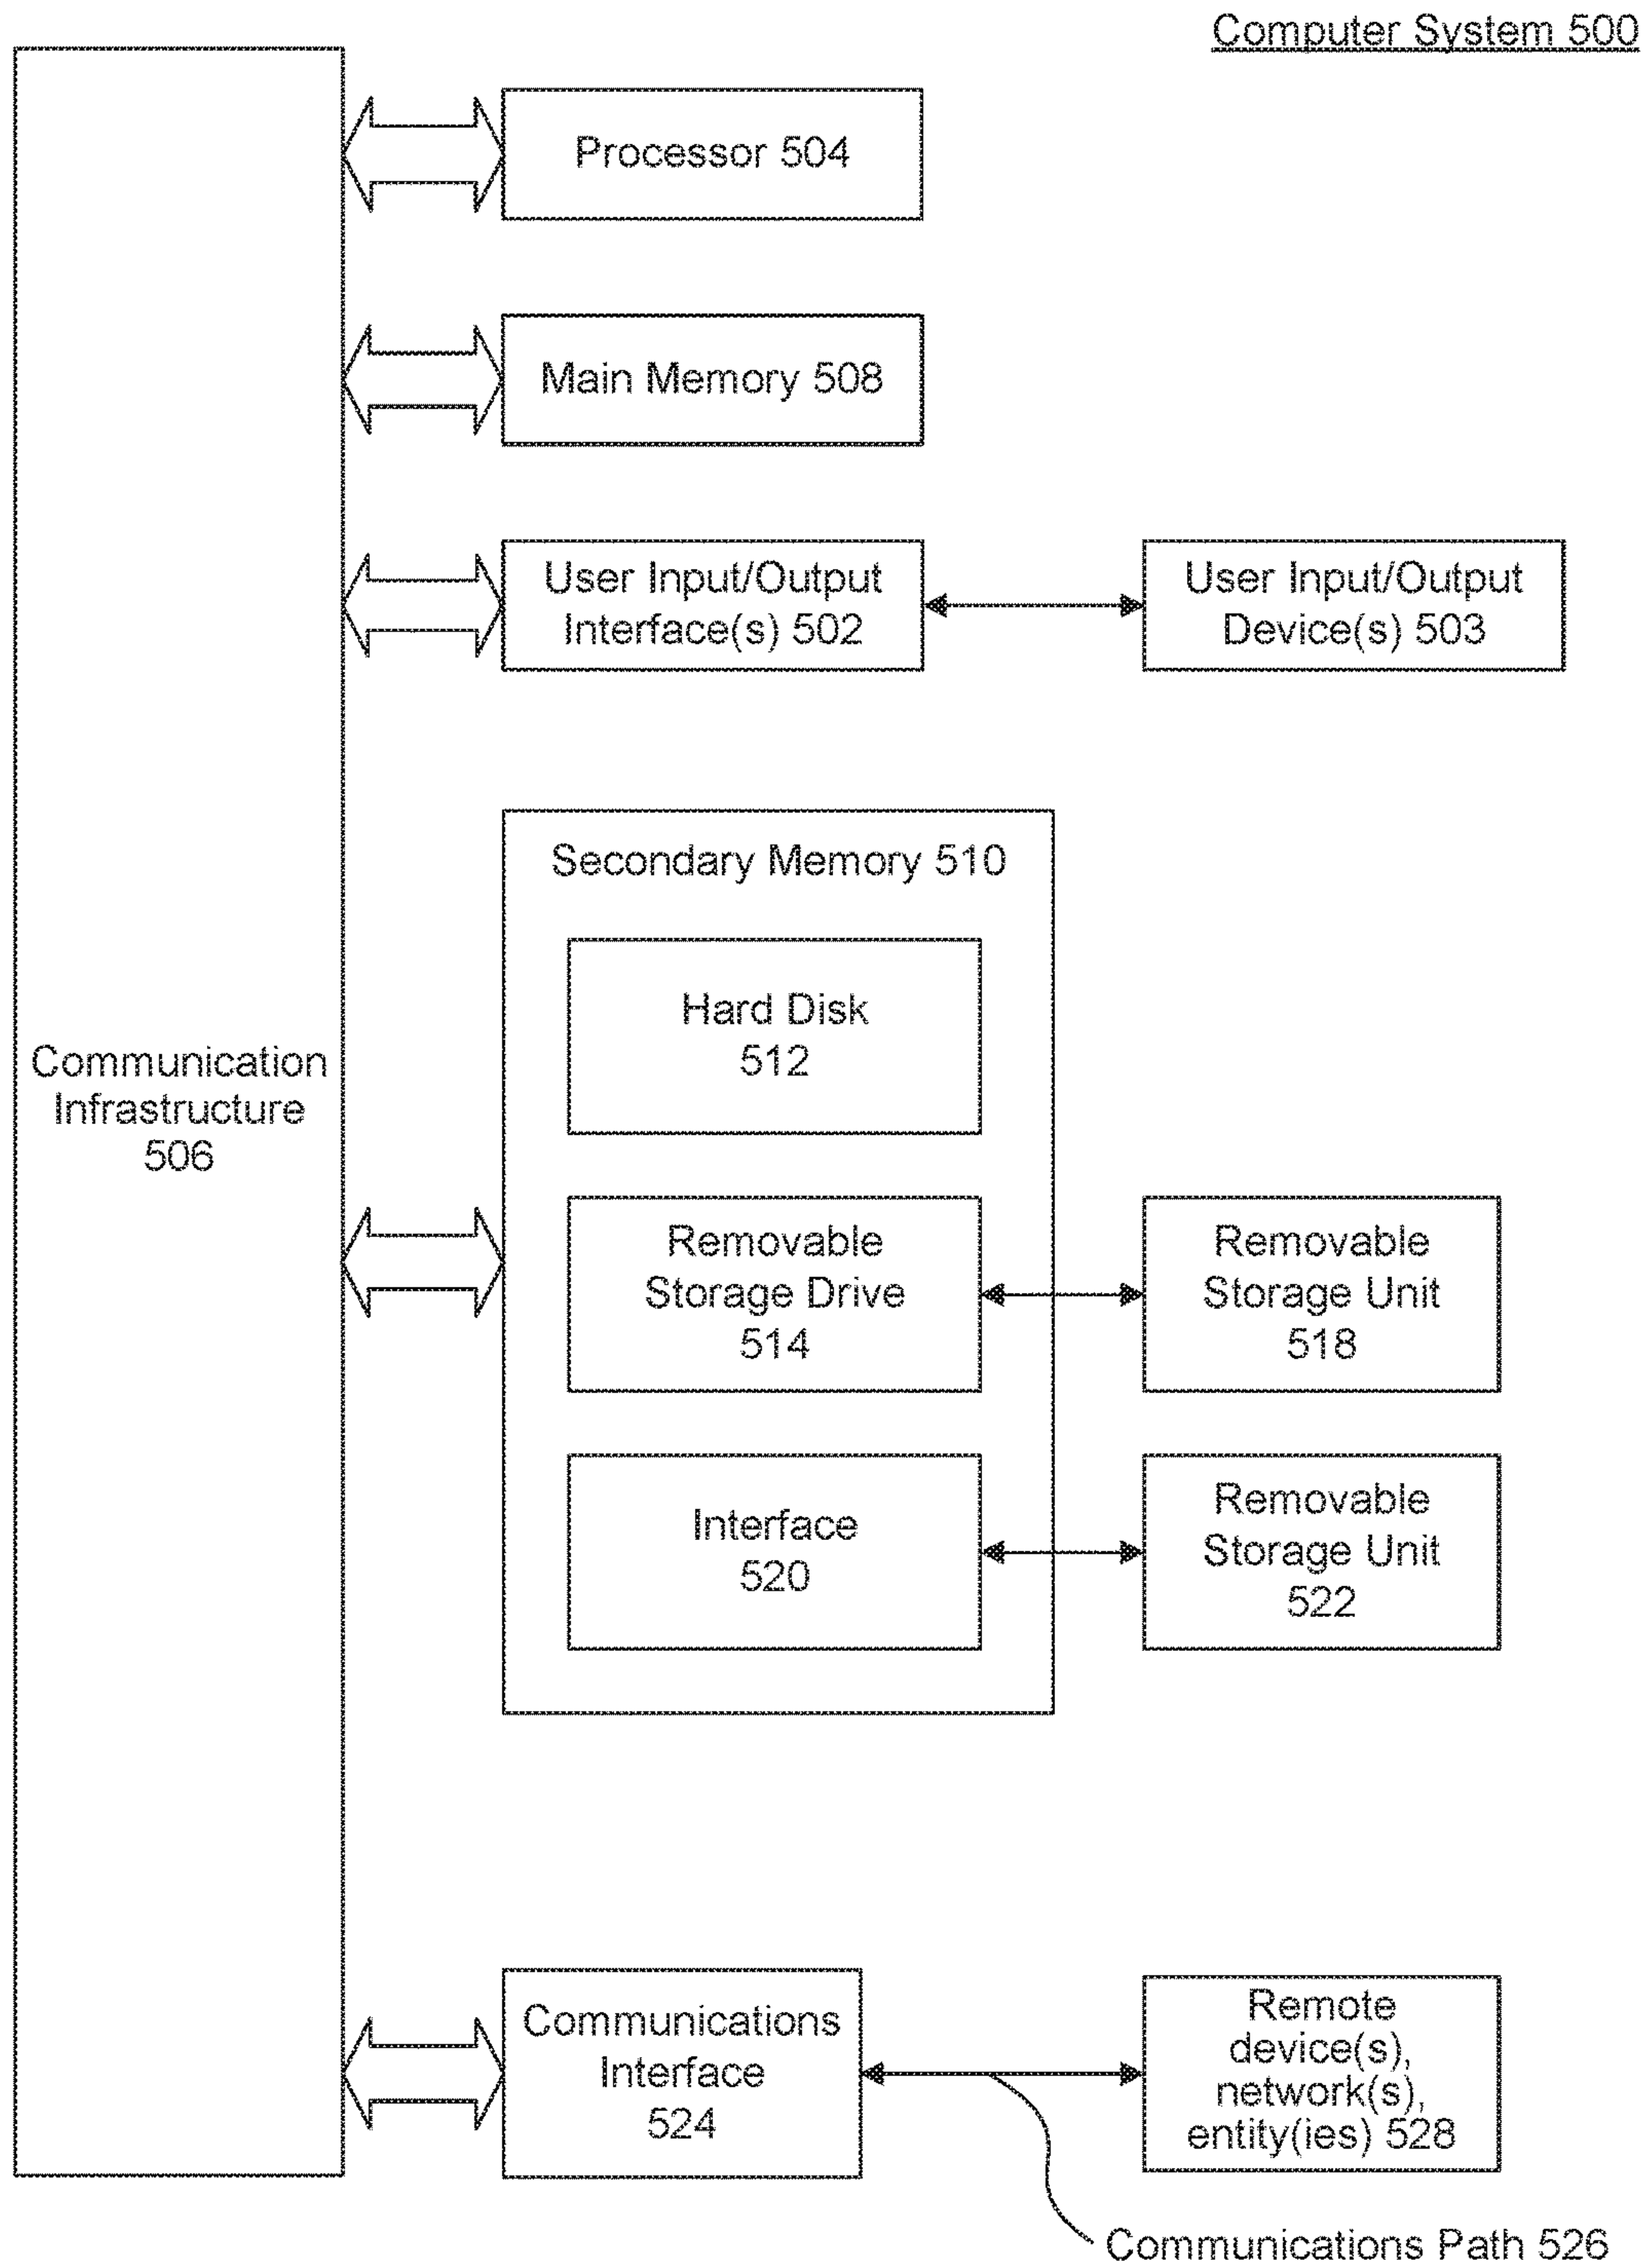 Computer System 500
Processor 504
Main Memory 508
User Input/Output
Interface(s) 502
User Input/Output
Device(s) 503
Secondary Memory 510
Hard Disk
512
Communication
Infrastructure
506
Removable
Storage Drive
514
Removable
Storage Unit
518
Interface
520
Removable
Storage Unit
522
Communications
Interface
524
Remote
device(s),
network(s),
entity(ies) 528
Communications Path 526